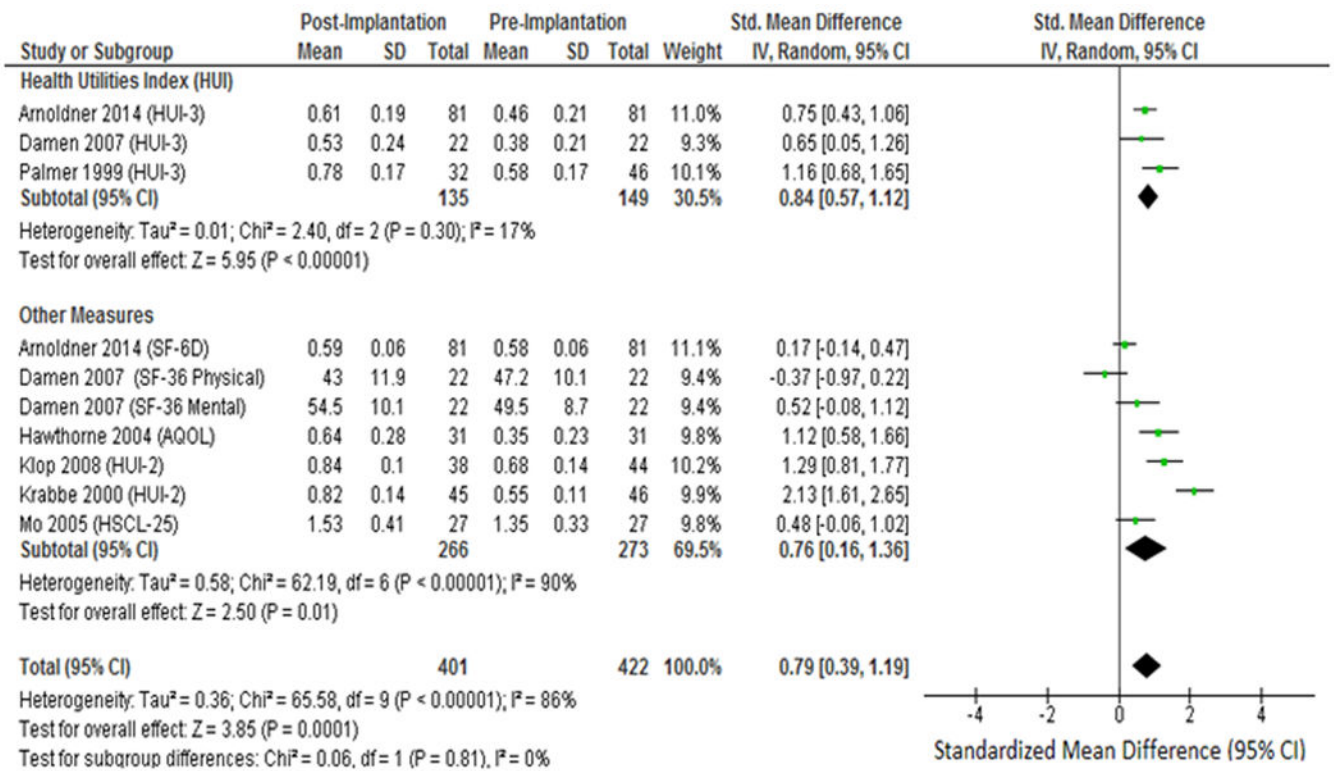 Post-Implantation Pre-Implantation Std. Mean Difference Std. Mean Difference
Study or Subgroup Mean SD Total Mean SD Total Weight IV, Random, 95% CI IV, Random, 95% CI
Health Utilities Index (HUI)
Arnoldner 2014 (HUI-3) 0.61 0.19 81 0.46 0.21 81 11.0% 0.75 [0.43, 1.06]
Damen 2007 (HUI-3) 0.53 0.24 22 0.38 0.21 22 9.3% 0.65 [0.05, 1.26]
Palmer 1999 (HUI-3) 0.78 0.17 32 0.58 0.17 46 10.1% 1.16 [0.68, 1.65]
Subtotal (95% CI) 135 149 30.5% 0.84 [0.57, 1.12]
Heterogeneity: Tau² = 0.01; Chi² = 2.40, df = 2 (P = 0.30); I² = 17%
Test for overall effect: Z = 5.95 (P < 0.00001)
Other Measures
Arnoldner 2014 (SF-6D) 0.59 0.06 81 0.58 0.06 81 11.1% 0.17 [-0.14, 0.47]
Damen 2007 (SF-36 Physical) 43 11.9 22 47.2 10.1 22 9.4% -0.37 [-0.97, 0.22]
Damen 2007 (SF-36 Mental) 54.5 10.1 22 49.5 8.7 22 9.4% 0.52 [-0.08, 1.12]
Hawthorne 2004 (AQOL) 0.64 0.28 31 0.35 0.23 31 9.8% 1.12 [0.58, 1.66]
Klop 2008 (HUI-2) 0.84 0.1 38 0.68 0.14 44 10.2% 1.29 [0.81, 1.77]
Krabbe 2000 (HUI-2) 0.82 0.14 45 0.55 0.11 46 9.9% 2.13 [1.61, 2.65]
Mo 2005 (HSCL-25) 1.53 0.41 27 1.35 0.33 27 9.8% 0.48 [-0.06, 1.02]
Subtotal (95% CI) 266 273 69.5% 0.76 [0.16, 1.36]
Heterogeneity: Tau² = 0.58; Chi² = 62.19, df = 6 (P < 0.00001); I² = 90%
Test for overall effect: Z = 2.50 (P = 0.01)
Total (95% CI) 401 422 100.0% 0.79 [0.39, 1.19]
Heterogeneity: Tau² = 0.36; Chi² = 65.58, df = 9 (P < 0.00001); I² = 86%
Test for overall effect: Z = 3.85 (P = 0.0001)
Test for subgroup differences: Chi² = 0.06, df = 1 (P = 0.81), I² = 0%
-4 -2 0 2 4
Standardized Mean Difference (95% CI)